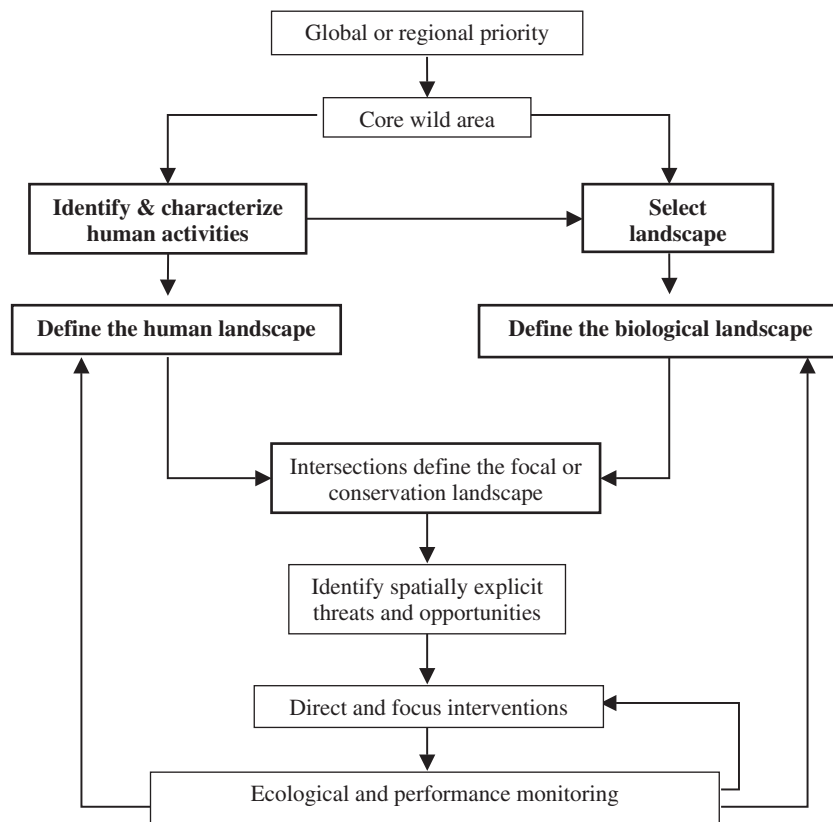 Global or regional priority
Core wild area
Identify & characterize
human activities
Select
landscape
Define the human landscape
Define the biological landscape
Intersections define the focal or
conservation landscape
Identify spatially explicit
threats and opportunities
Direct and focus interventions
Ecological and performance monitoring